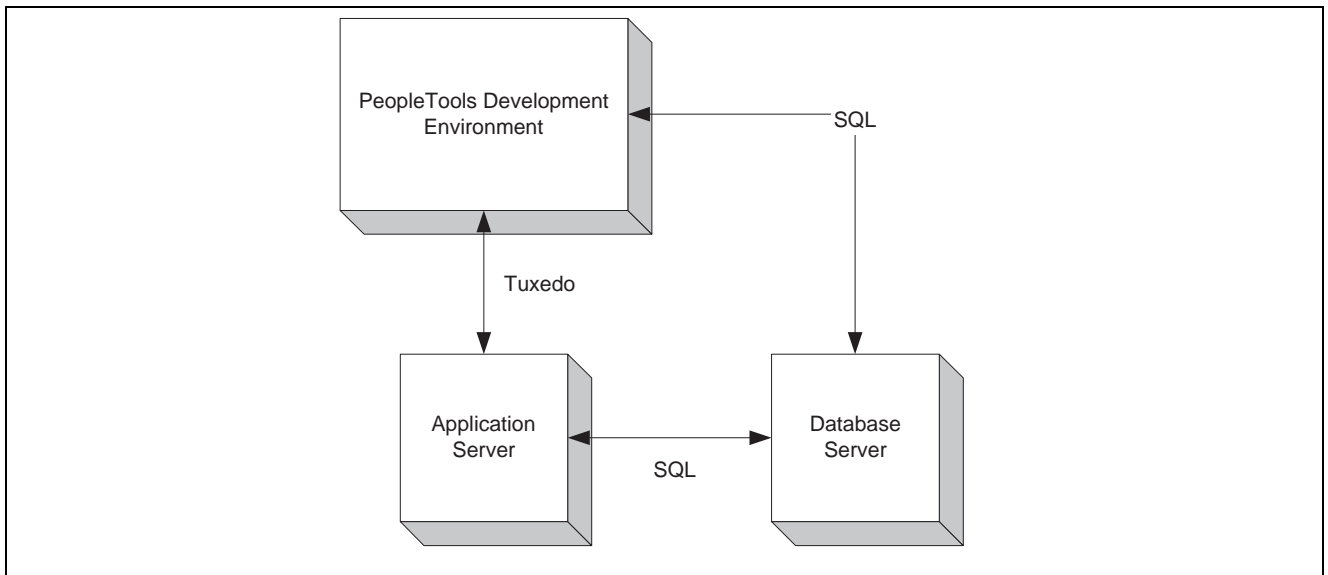 PeopleTools Development
Environment
SQL
Tuxedo
Application
Server
SQL
Database
Server